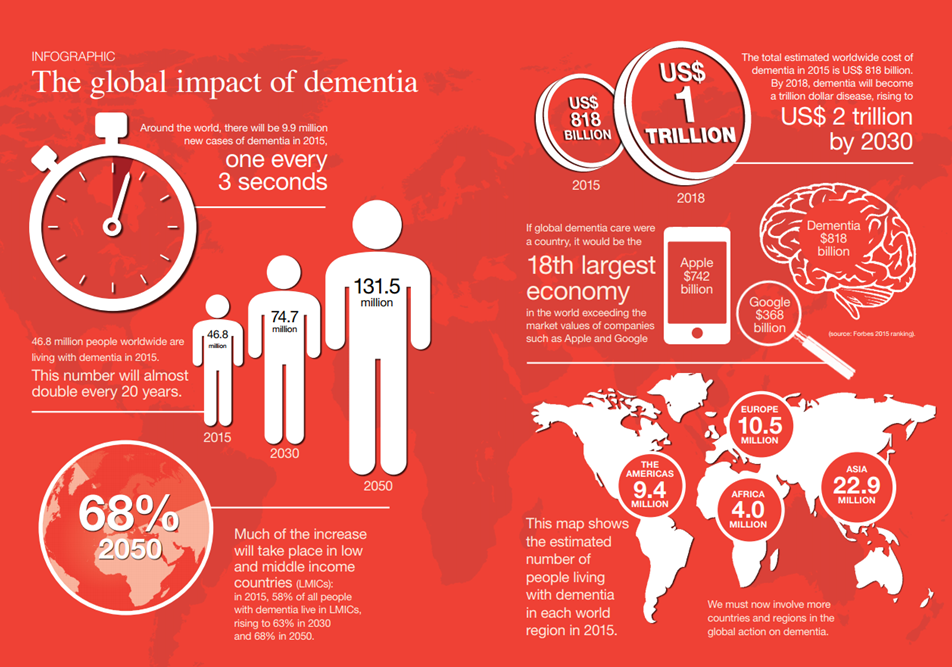 INFOGRAPHIC
The global impact of dementia
Around the world, there will be 9.9 million
new cases of dementia in 2015,
one every
3 seconds
46.8 million people worldwide are
living with dementia in 2015.
This number will almost
double every 20 years.
46.8
million
2015
74.7
million
2030
131.5
million
2050
68%
2050
Much of the increase
will take place in low
and middle income
countries (LMICs):
in 2015, 58% of all people
with dementia live in LMICs,
rising to 63% in 2030
and 68% in 2050.
US$
818
BILLION
2015
US$
1
TRILLION
2018
The total estimated worldwide cost of
dementia in 2015 is US$ 818 billion.
By 2018, dementia will become
a trillion dollar disease, rising to
US$ 2 trillion
by 2030
If global dementia care were
a country, it would be the
18th largest
economy
in the world exceeding the
market values of companies
such as Apple and Google
Apple
$742
billion
Google
$368
billion
Dementia
$818
billion
(source: Forbes 2015 ranking).
THE
AMERICAS
9.4
MILLION
EUROPE
10.5
MILLION
AFRICA
4.0
MILLION
ASIA
22.9
MILLION
This map shows
the estimated
number of
people living
with dementia
in each world
region in 2015.
We must now involve more
countries and regions in the
global action on dementia.